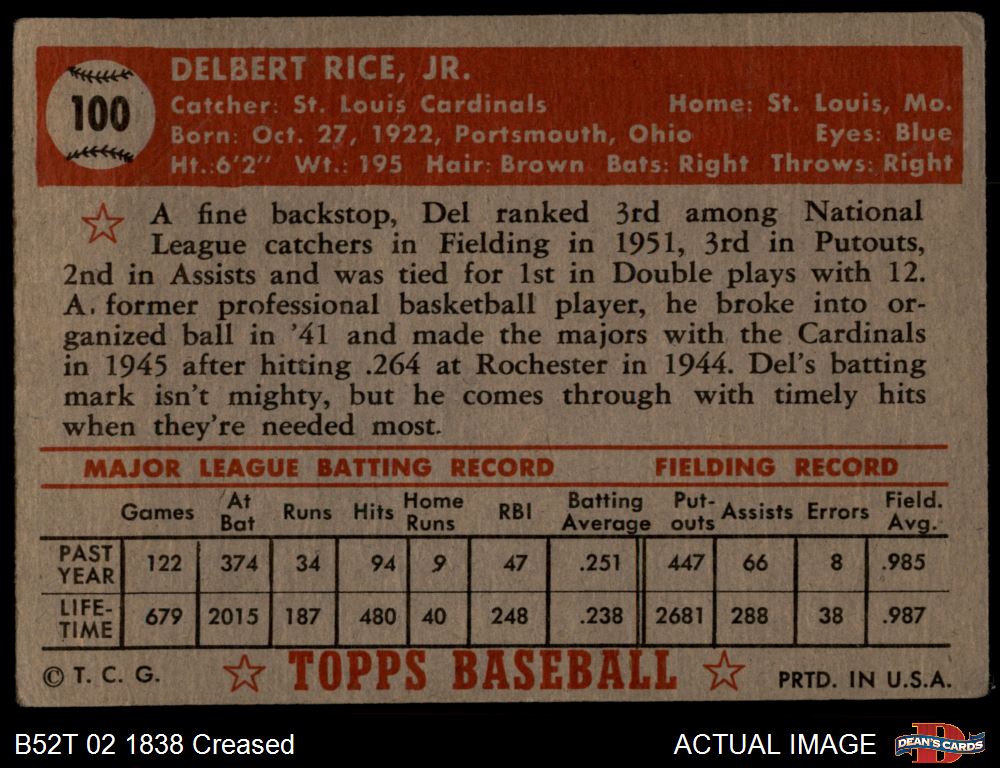 100
DELBERT RICE, JR.
Catcher: St. Louis Cardinals Home: St. Louis, Mo.
Born: Oct. 27, 1922, Portsmouth, Ohio Eyes: Blue
Ht.:6'2" Wt.: 195 Hair: Brown Bats: Right Throws: Right
A fine backstop, Del ranked 3rd among National
League catchers in Fielding in 1951, 3rd in Putouts,
2nd in Assists and was tied for 1st in Double plays with 12.
A. former professional basketball player, he broke into or-
ganized ball in '41 and made the majors with the Cardinals
in 1945 after hitting .264 at Rochester in 1944. Del's batting
mark isn't mighty, but he comes through with timely hits
when they're needed most.
MAJOR LEAGUE BATTING RECORD FIELDING RECORD
Games At Bat Runs Hits Home Runs RBI Batting Average Put-outs Assists Errors Field. Avg.
PAST YEAR 122 374 34 94 9 47 .251 447 66 8 .985
LIFE-TIME 679 2015 187 480 40 248 .238 2681 288 38 .987
© T. C. G. TOPPS BASEBALL PRTD. IN U.S.A.
B52T 02 1838 Creased ACTUAL IMAGE DEAN'S CARDS